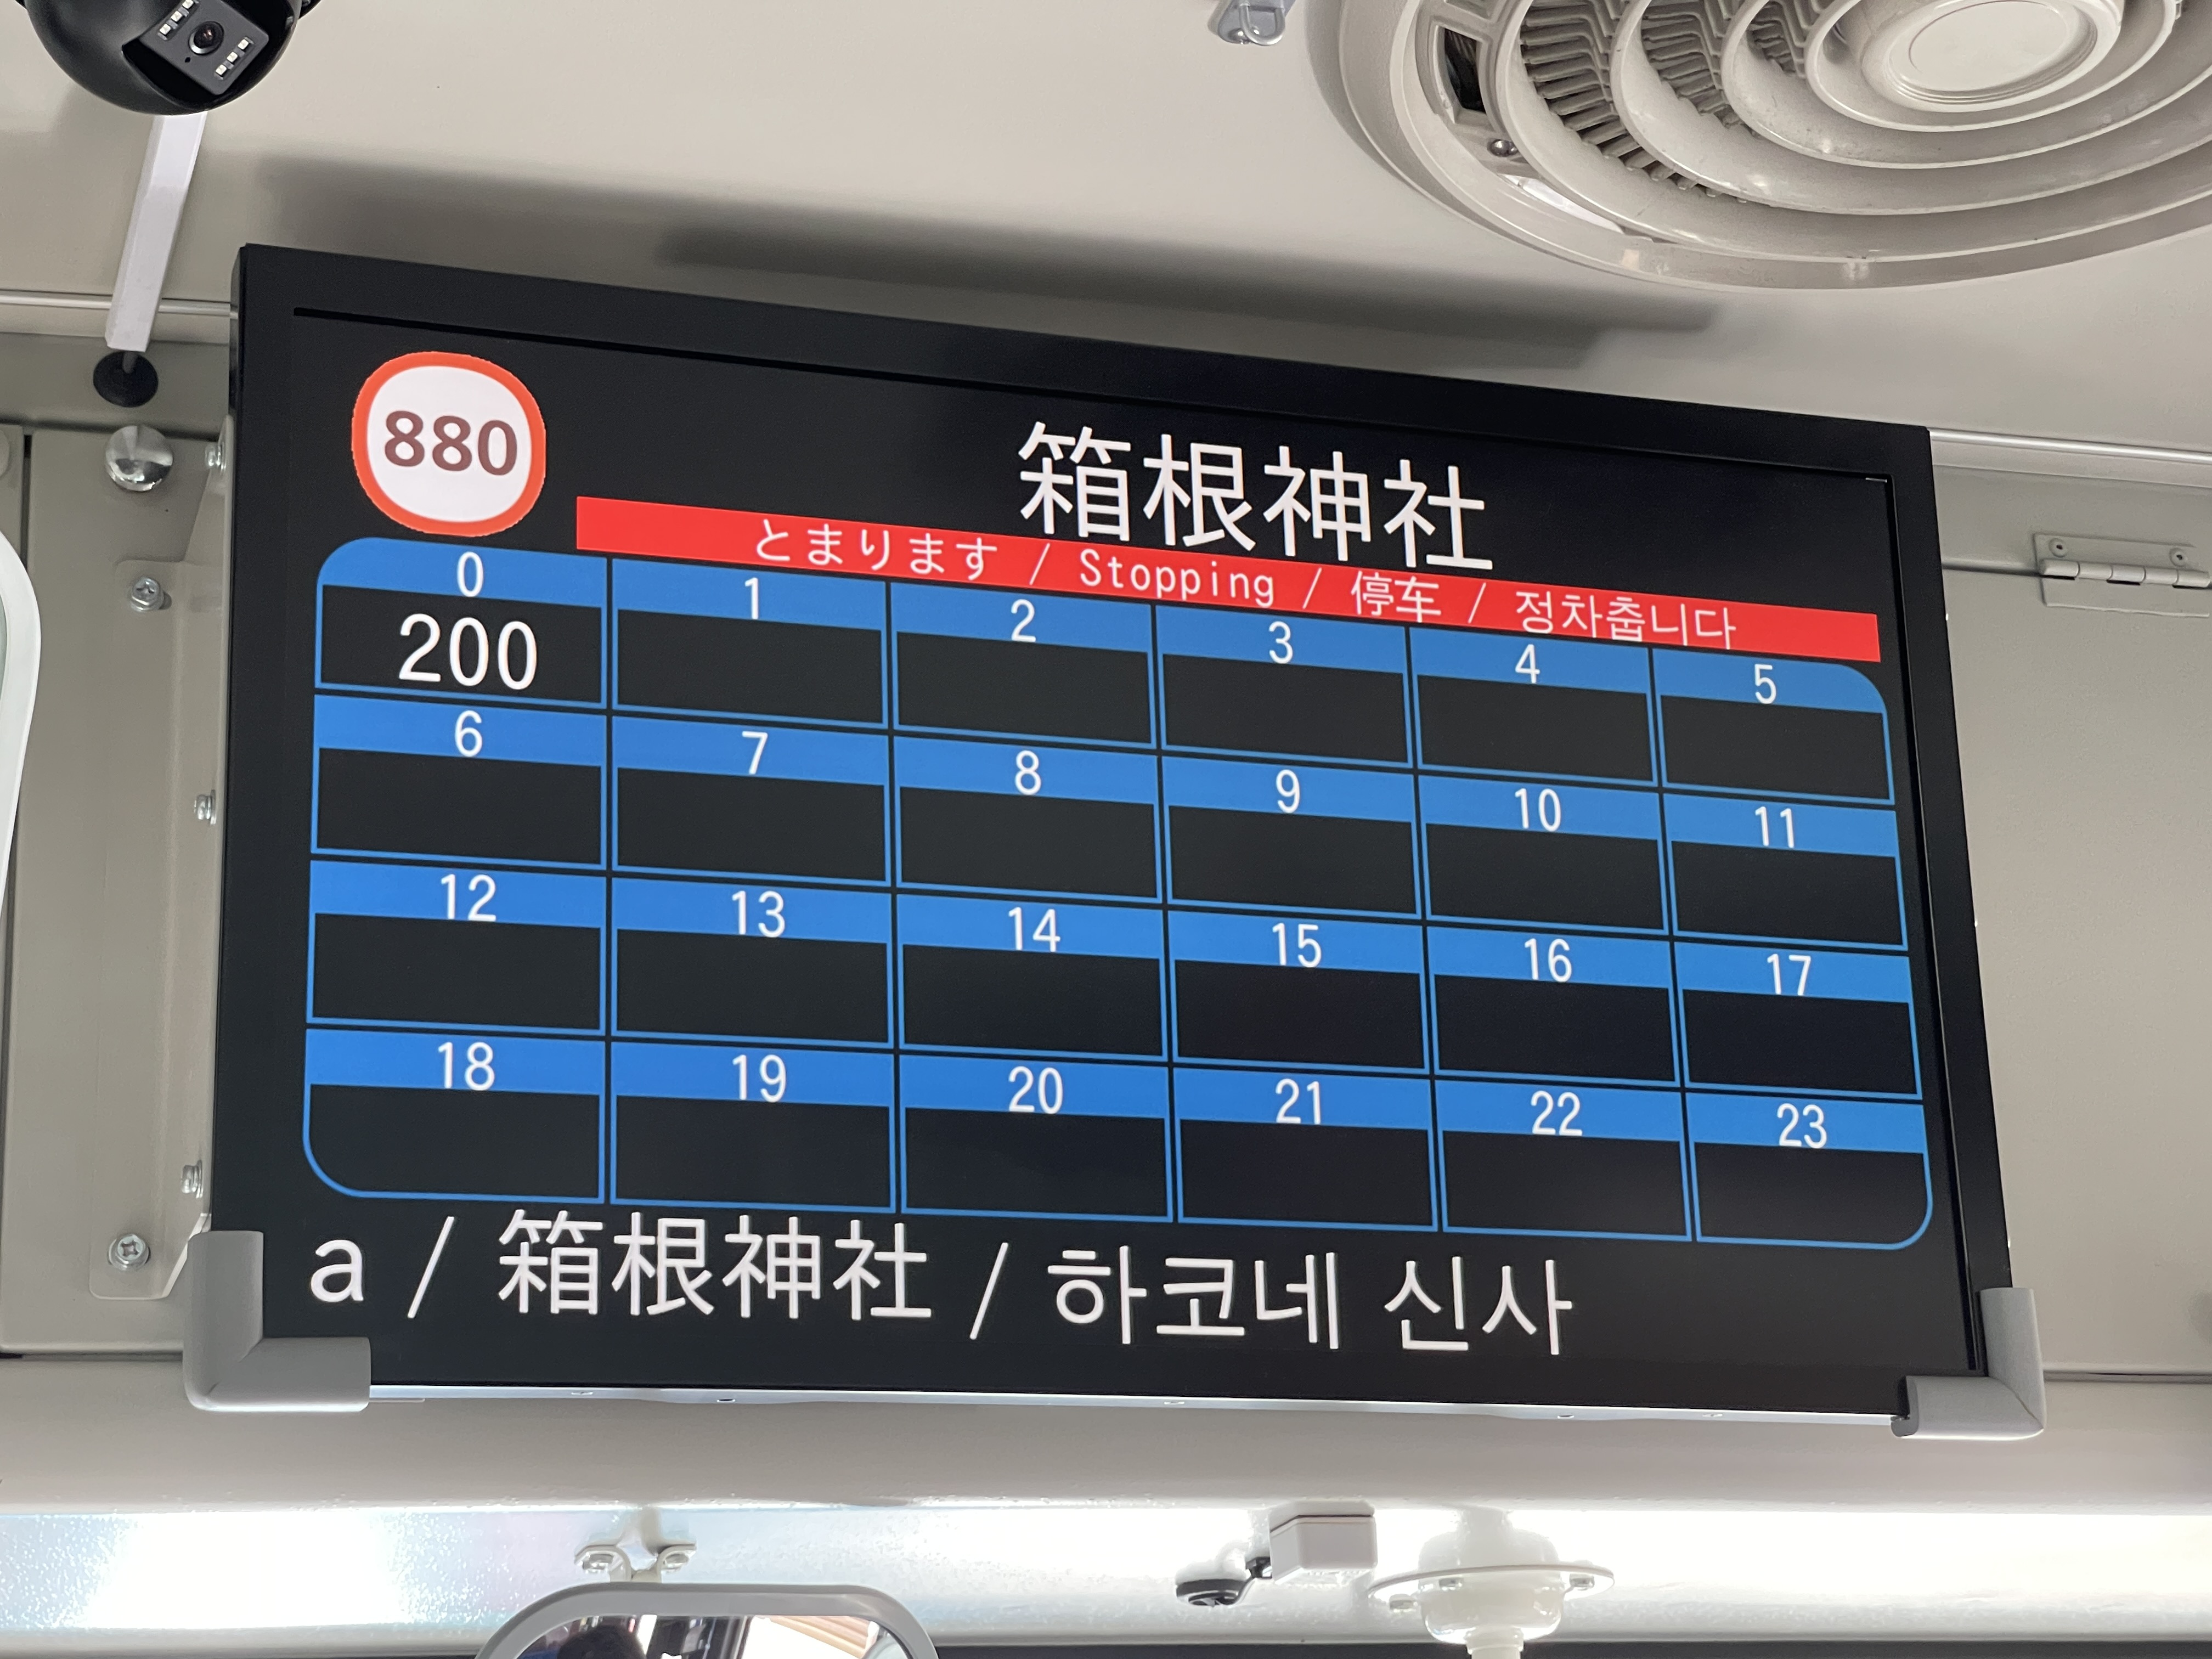 880
箱根神社
とまります / Stopping / 停车 / 정차춥니다
0 1 2 3 4 5
200
6 7 8 9 10 11
12 13 14 15 16 17
18 19 20 21 22 23
a / 箱根神社 / 하코네 신사